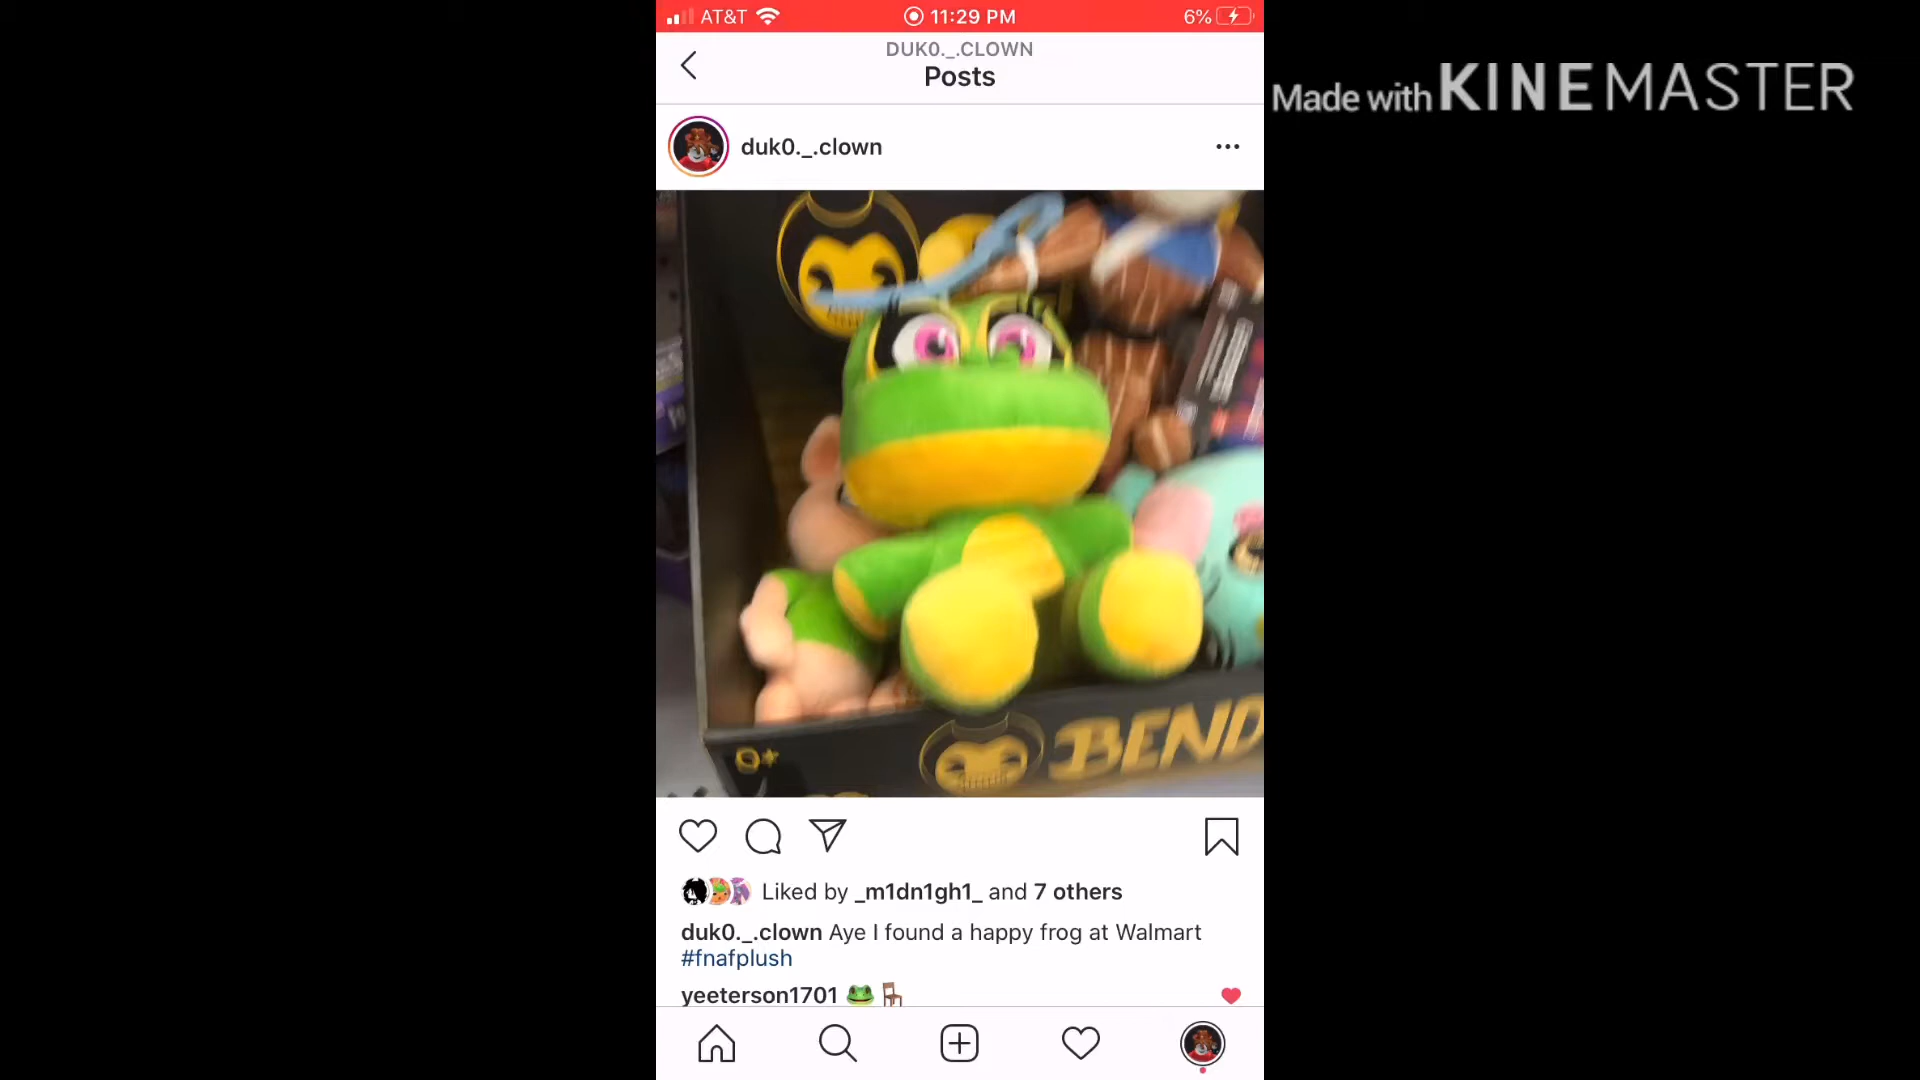 AT&T 11:29 PM 6%
DUK0._.CLOWN
Posts
Made with KINEMASTER
duk0._.clown
0+ BEND
Liked by _m1dn1gh1_ and 7 others
duk0._.clown Aye I found a happy frog at Walmart
#fnafplush
yeeterson1701 🐸🪑